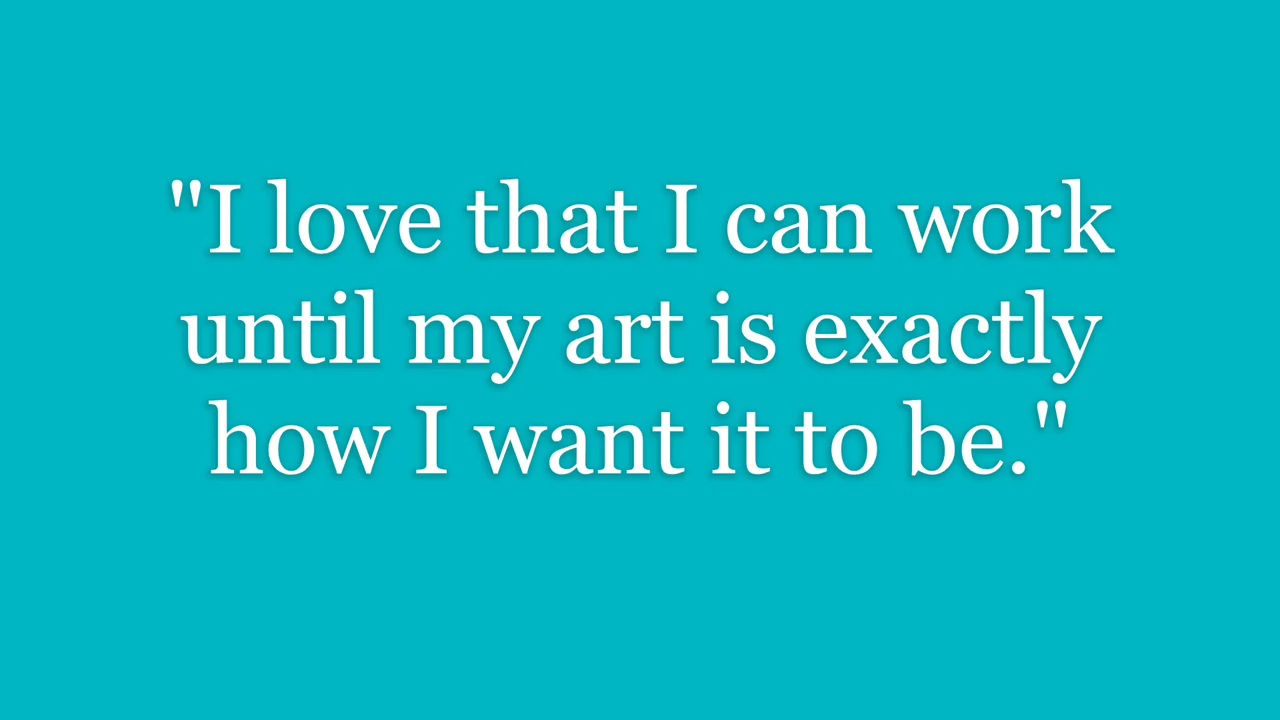 "I love that I can work
until my art is exactly
how I want it to be."